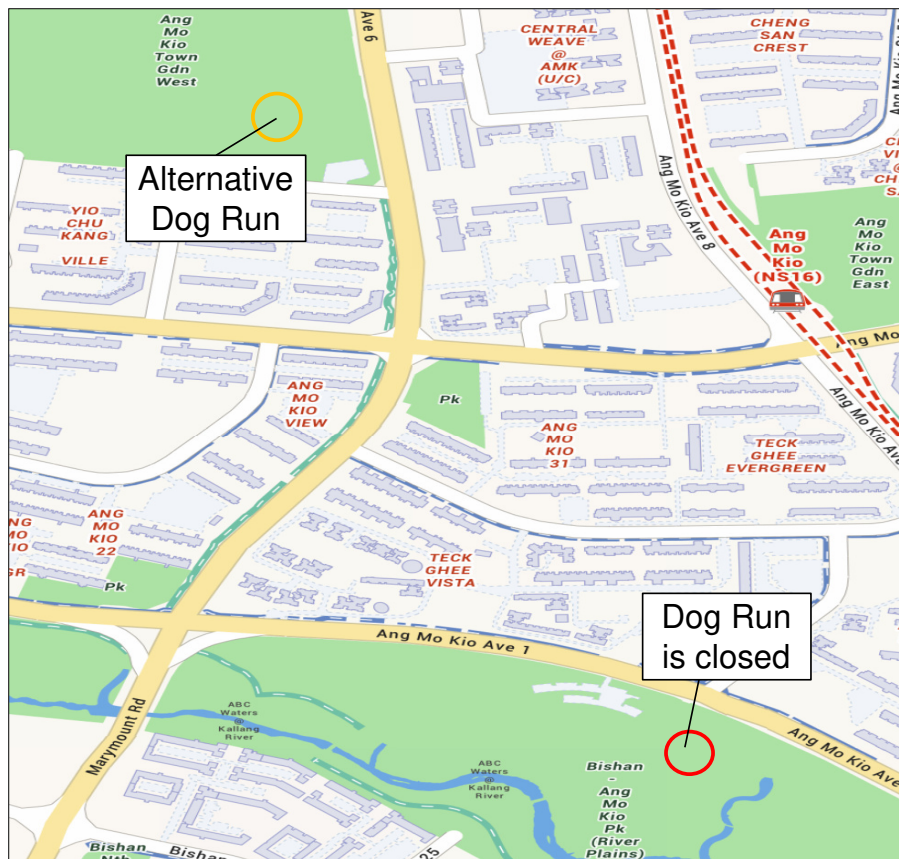 Ang
Mo
Kio
Town
Gdn
West
Ave 6
CENTRAL
WEAVE @
AMK
(U/C)
CHENG
SAN
CREST
Alternative
Dog Run
YIO
CHU
KANG
VILLE
Ang Mo Kio Ave 8
Ang
Mo
Kio
(NS16)
Ang
Mo
Kio
Town
Gdn
East
Ang Mo
ANG
MO
KIO
VIEW
Pk
ANG
MO
KIO
31
TECK
GHEE
EVERGREEN
Ang Mo Kio Ave
ANG
MO
KIO
22
Pk
TECK
GHEE
VISTA
Dog Run
is closed
Ang Mo Kio Ave 1
Marymount Rd
ABC
Waters
@
Kallang
River
ABC
Waters
@
Kallang
River
Bishan
-
Ang
Mo
Kio
Pk
(River
Plains)
Ang Mo Kio Ave
Bishan
Bishan
25